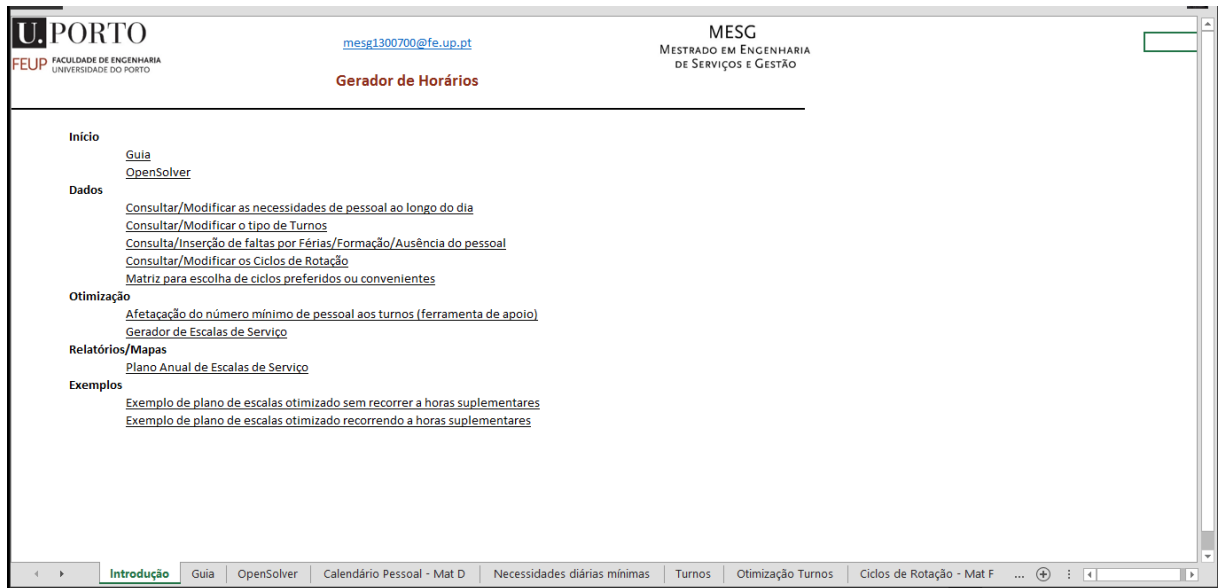 U.PORTO
FEUP FACULDADE DE ENGENHARIA
UNIVERSIDADE DO PORTO
mesg1300700@fe.up.pt
Gerador de Horários
MESG
MESTRADO EM ENGENHARIA
DE SERVIÇOS E GESTÃO
Início
Guia
OpenSolver
Dados
Consultar/Modificar as necessidades de pessoal ao longo do dia
Consultar/Modificar o tipo de Turnos
Consulta/Inserção de faltas por Férias/Formação/Ausência do pessoal
Consultar/Modificar os Ciclos de Rotação
Matriz para escolha de ciclos preferidos ou convenientes
Otimização
Afetaçação do número mínimo de pessoal aos turnos (ferramenta de apoio)
Gerador de Escalas de Serviço
Relatórios/Mapas
Plano Anual de Escalas de Serviço
Exemplos
Exemplo de plano de escalas otimizado sem recorrer a horas suplementares
Exemplo de plano de escalas otimizado recorrendo a horas suplementares
Introdução Guia OpenSolver Calendário Pessoal - Mat D Necessidades diárias mínimas Turnos Otimização Turnos Ciclos de Rotação - Mat F ...